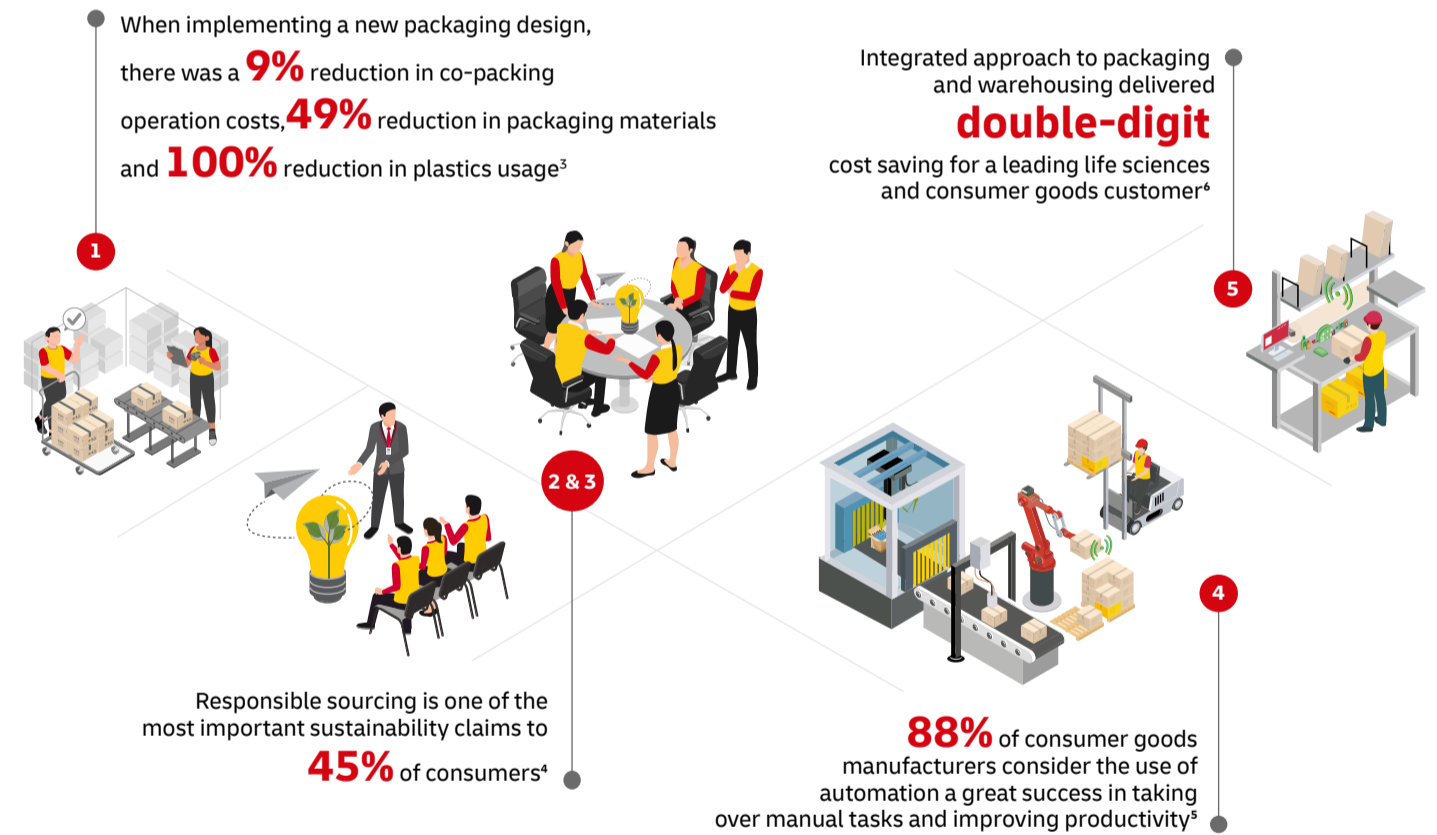 When implementing a new packaging design,
there was a 9% reduction in co-packing
operation costs,49% reduction in packaging materials
and 100% reduction in plastics usage³
1
Integrated approach to packaging
and warehousing delivered
double-digit
cost saving for a leading life sciences
and consumer goods customer⁶
5
2 & 3
Responsible sourcing is one of the
most important sustainability claims to
45% of consumers⁴
4
88% of consumer goods
manufacturers consider the use of
automation a great success in taking
over manual tasks and improving productivity⁵